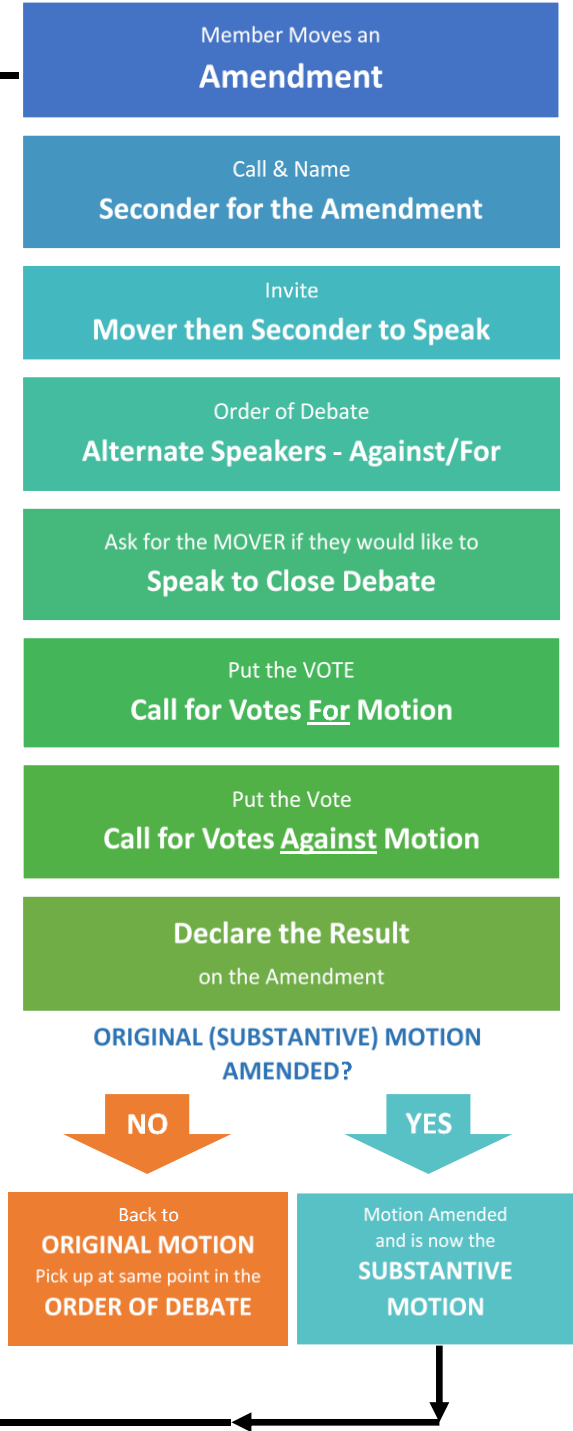 Member Moves an
Amendment
Call & Name
Seconder for the Amendment
Invite
Mover then Seconder to Speak
Order of Debate
Alternate Speakers - Against/For
Ask for the MOVER if they would like to
Speak to Close Debate
Put the VOTE
Call for Votes For Motion
Put the Vote
Call for Votes Against Motion
Declare the Result
on the Amendment
ORIGINAL (SUBSTANTIVE) MOTION
AMENDED?
NO
YES
Back to
ORIGINAL MOTION
Pick up at same point in the
ORDER OF DEBATE
Motion Amended
and is now the
SUBSTANTIVE
MOTION